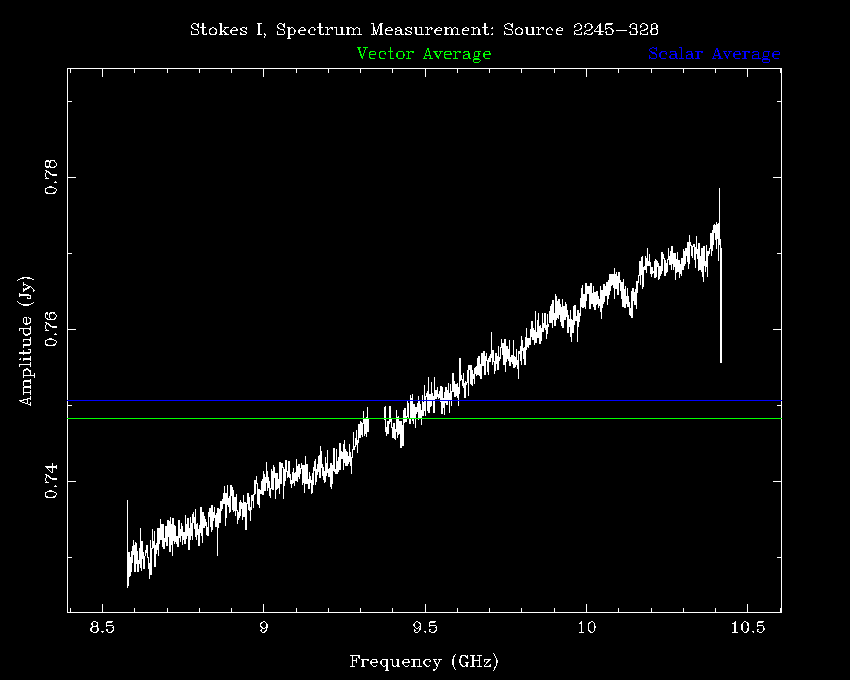 Stokes I, Spectrum Measurement: Source 2245−328
Vector Average Scalar Average
0.78
0.76
0.74
Amplitude (Jy)
8.5 9 9.5 10 10.5
Frequency (GHz)